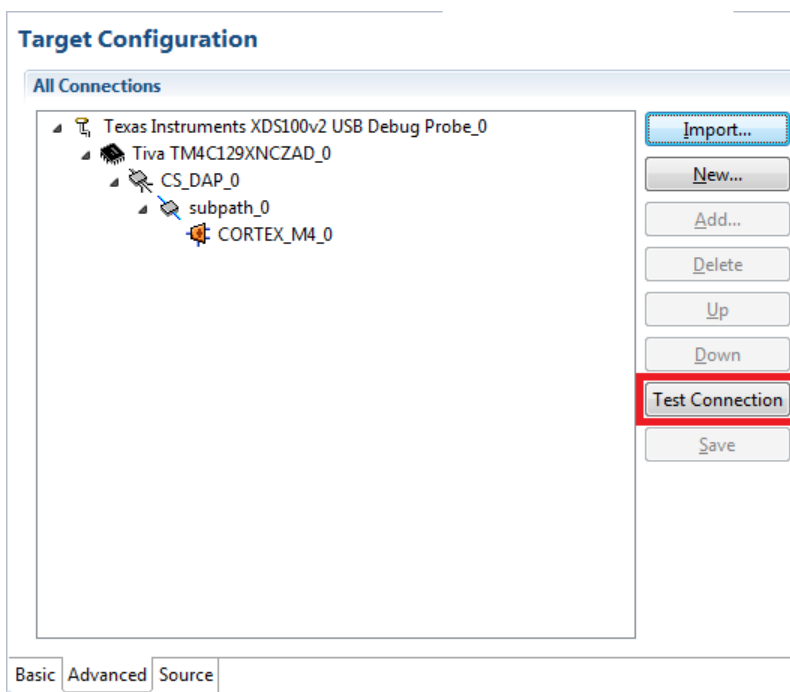 Target Configuration
All Connections
Texas Instruments XDS100v2 USB Debug Probe_0
Tiva TM4C129XNCZAD_0
CS_DAP_0
subpath_0
CORTEX_M4_0
Import...
New...
Add...
Delete
Up
Down
Test Connection
Save
Basic Advanced Source